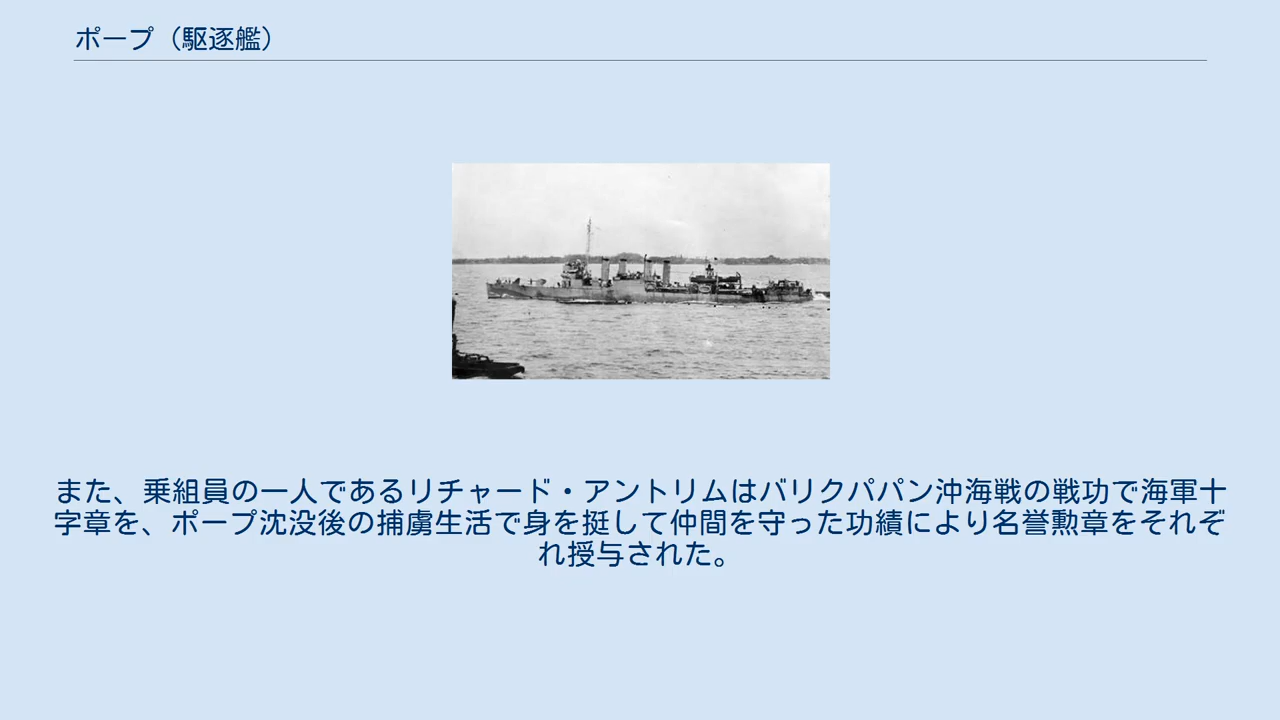 ポープ（駆逐艦）
また、乗組員の一人であるリチャード・アントリムはバリクパパン沖海戦の戦功で海軍十
字章を、ポープ沈没後の捕虜生活で身を挺して仲間を守った功績により名誉勲章をそれぞ
れ授与された。